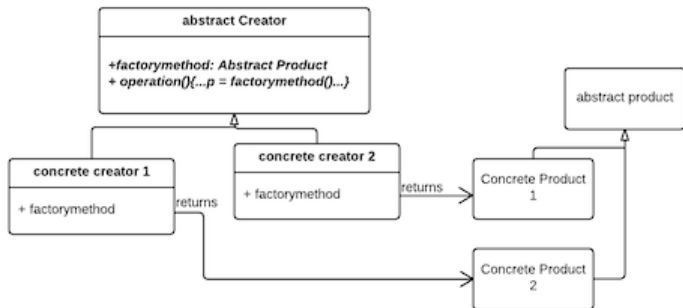 abstract Creator
+factorymethod: Abstract Product
+ operation(){...p = factorymethod()...}
abstract product
concrete creator 1
+ factorymethod
returns
concrete creator 2
+ factorymethod
returns
Concrete Product
1
Concrete Product
2